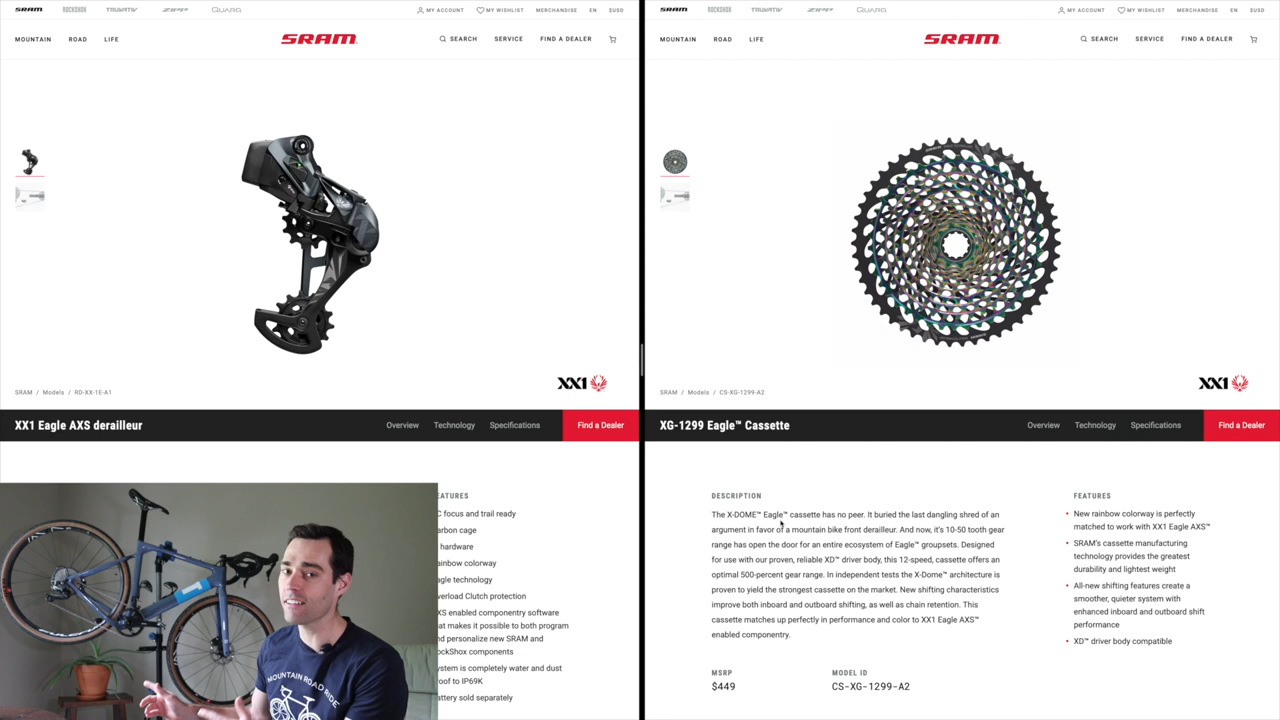 SRAM ROCKSHOX TRUVATIV ZIPP QUARQ MY ACCOUNT MY WISHLIST MERCHANDISE EN $USD
MOUNTAIN ROAD LIFE SRAM SEARCH SERVICE FIND A DEALER
XX1
SRAM / Models / RD-XX-1E-A1
XX1 Eagle AXS derailleur Overview Technology Specifications Find a Dealer
EATURES
C focus and trail ready
arbon cage
hardware
ainbow colorway
agle technology
verload Clutch protection
XS enabled componentry software
at makes it possible to both program
nd personalize new SRAM and
ockShox components
ystem is completely water and dust
roof to IP69K
attery sold separately
MOUNTAIN ROAD RIDE
SRAM ROCKSHOX TRUVATIV ZIPP QUARQ MY ACCOUNT MY WISHLIST MERCHANDISE EN $USD
MOUNTAIN ROAD LIFE SRAM SEARCH SERVICE FIND A DEALER
XX1
SRAM / Models / CS-XG-1299-A2
XG-1299 Eagle™ Cassette Overview Technology Specifications Find a Dealer
DESCRIPTION
The X-DOME™ Eagle™ cassette has no peer. It buried the last dangling shred of an
argument in favor of a mountain bike front derailleur. And now, it's 10-50 tooth gear
range has open the door for an entire ecosystem of Eagle™ groupsets. Designed
for use with our proven, reliable XD™ driver body, this 12-speed, cassette offers an
optimal 500-percent gear range. In independent tests the X-Dome™ architecture is
proven to yield the strongest cassette on the market. New shifting characteristics
improve both inboard and outboard shifting, as well as chain retention. This
cassette matches up perfectly in performance and color to XX1 Eagle AXS™
enabled componentry.
MSRP MODEL ID
$449 CS-XG-1299-A2
FEATURES
New rainbow colorway is perfectly
matched to work with XX1 Eagle AXS™
SRAM's cassette manufacturing
technology provides the greatest
durability and lightest weight
All-new shifting features create a
smoother, quieter system with
enhanced inboard and outboard shift
performance
XD™ driver body compatible